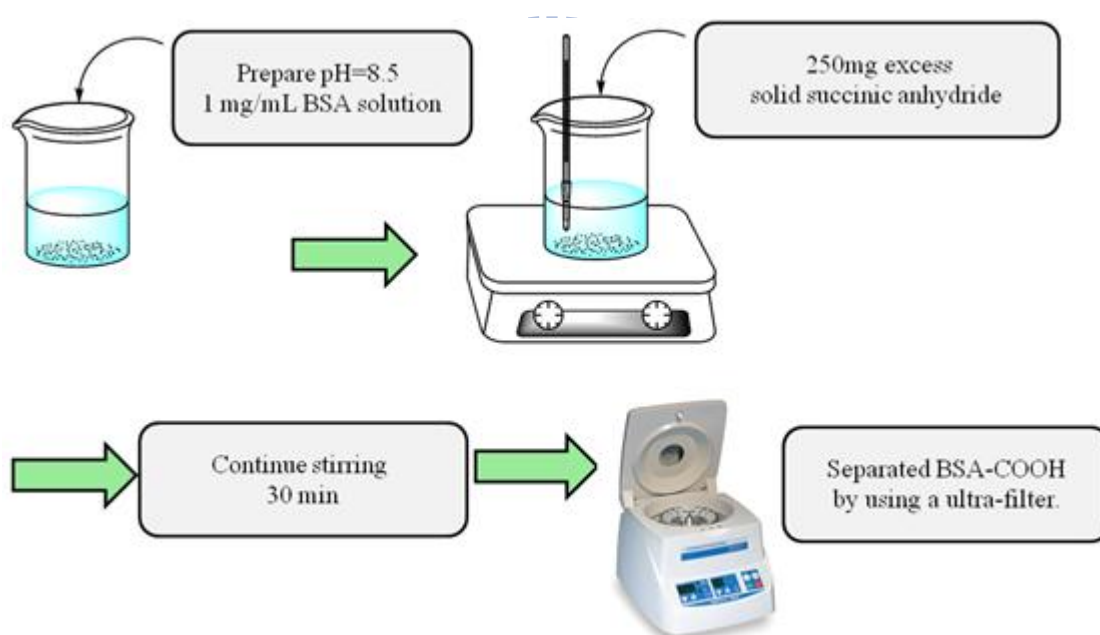 Prepare pH=8.5
1 mg/mL BSA solution
250mg excess
solid succinic anhydride
Continue stirring
30 min
Separated BSA-COOH
by using a ultra-filter.